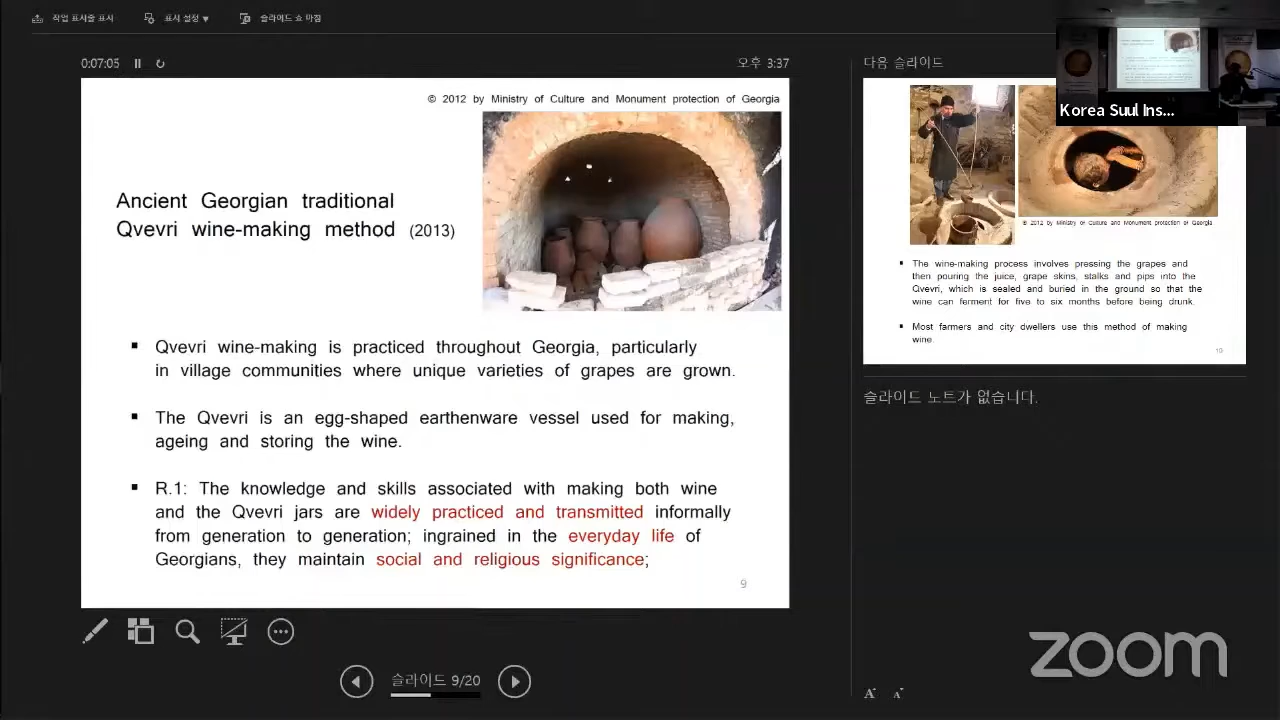 작업 표시줄 표시
표시 설정 ▼
슬라이드 쇼 마침
0:07:05
오후 3:37
© 2012 by Ministry of Culture and Monument protection of Georgia
Ancient Georgian traditional
Qvevri wine-making method (2013)
▪ Qvevri wine-making is practiced throughout Georgia, particularly
in village communities where unique varieties of grapes are grown.
▪ The Qvevri is an egg-shaped earthenware vessel used for making,
ageing and storing the wine.
▪ R.1: The knowledge and skills associated with making both wine
and the Qvevri jars are widely practiced and transmitted informally
from generation to generation; ingrained in the everyday life of
Georgians, they maintain social and religious significance;
9
슬라이드 9/20
음 슬라이드
Korea Suul Ins...
© 2012 by Ministry of Culture and Monument protection of Georgia
▪ The wine-making process involves pressing the grapes and
then pouring the juice, grape skins, stalks and pips into the
Qvevri, which is sealed and buried in the ground so that the
wine can ferment for five to six months before being drunk.
▪ Most farmers and city dwellers use this method of making
wine.
10
슬라이드 노트가 없습니다.
zoom
A A